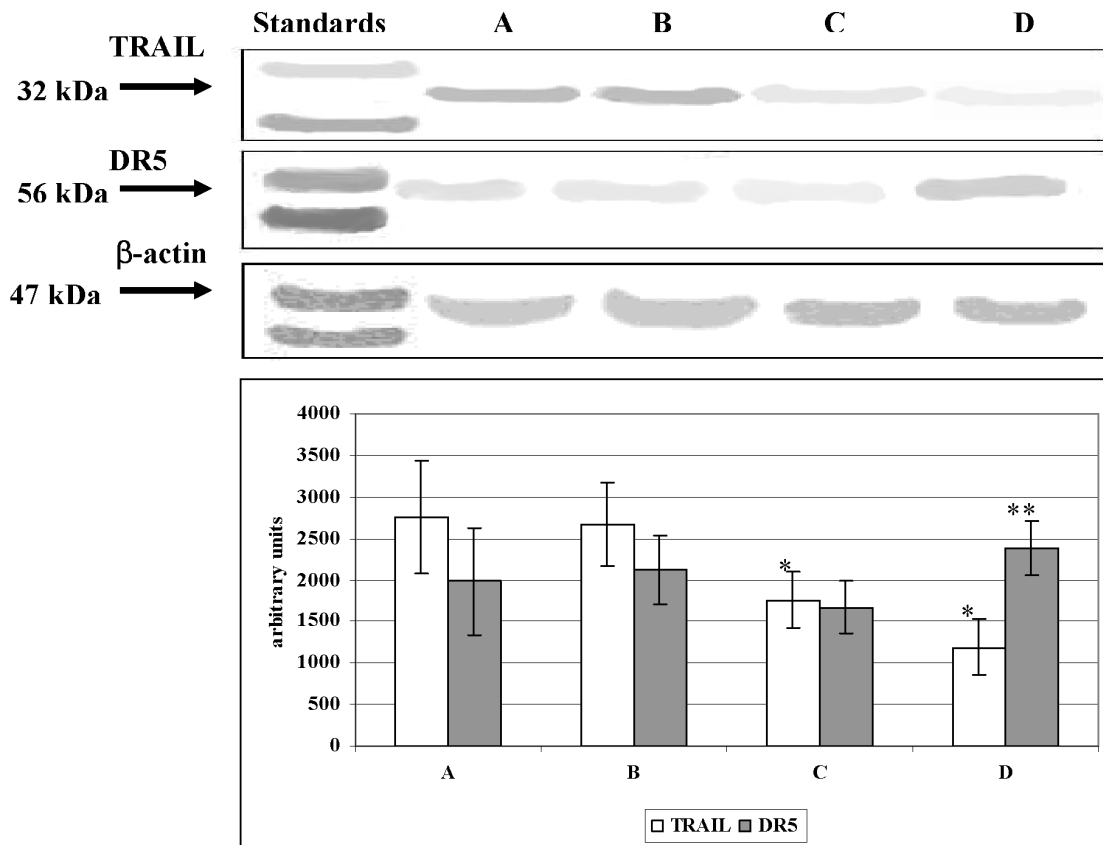 Standards A B C D
TRAIL
32 kDa
DR5
56 kDa
β-actin
47 kDa
4000
3500
3000
2500
2000
1500
1000
500
0
arbitrary units
*
*
**
A B C D
TRAIL DR5